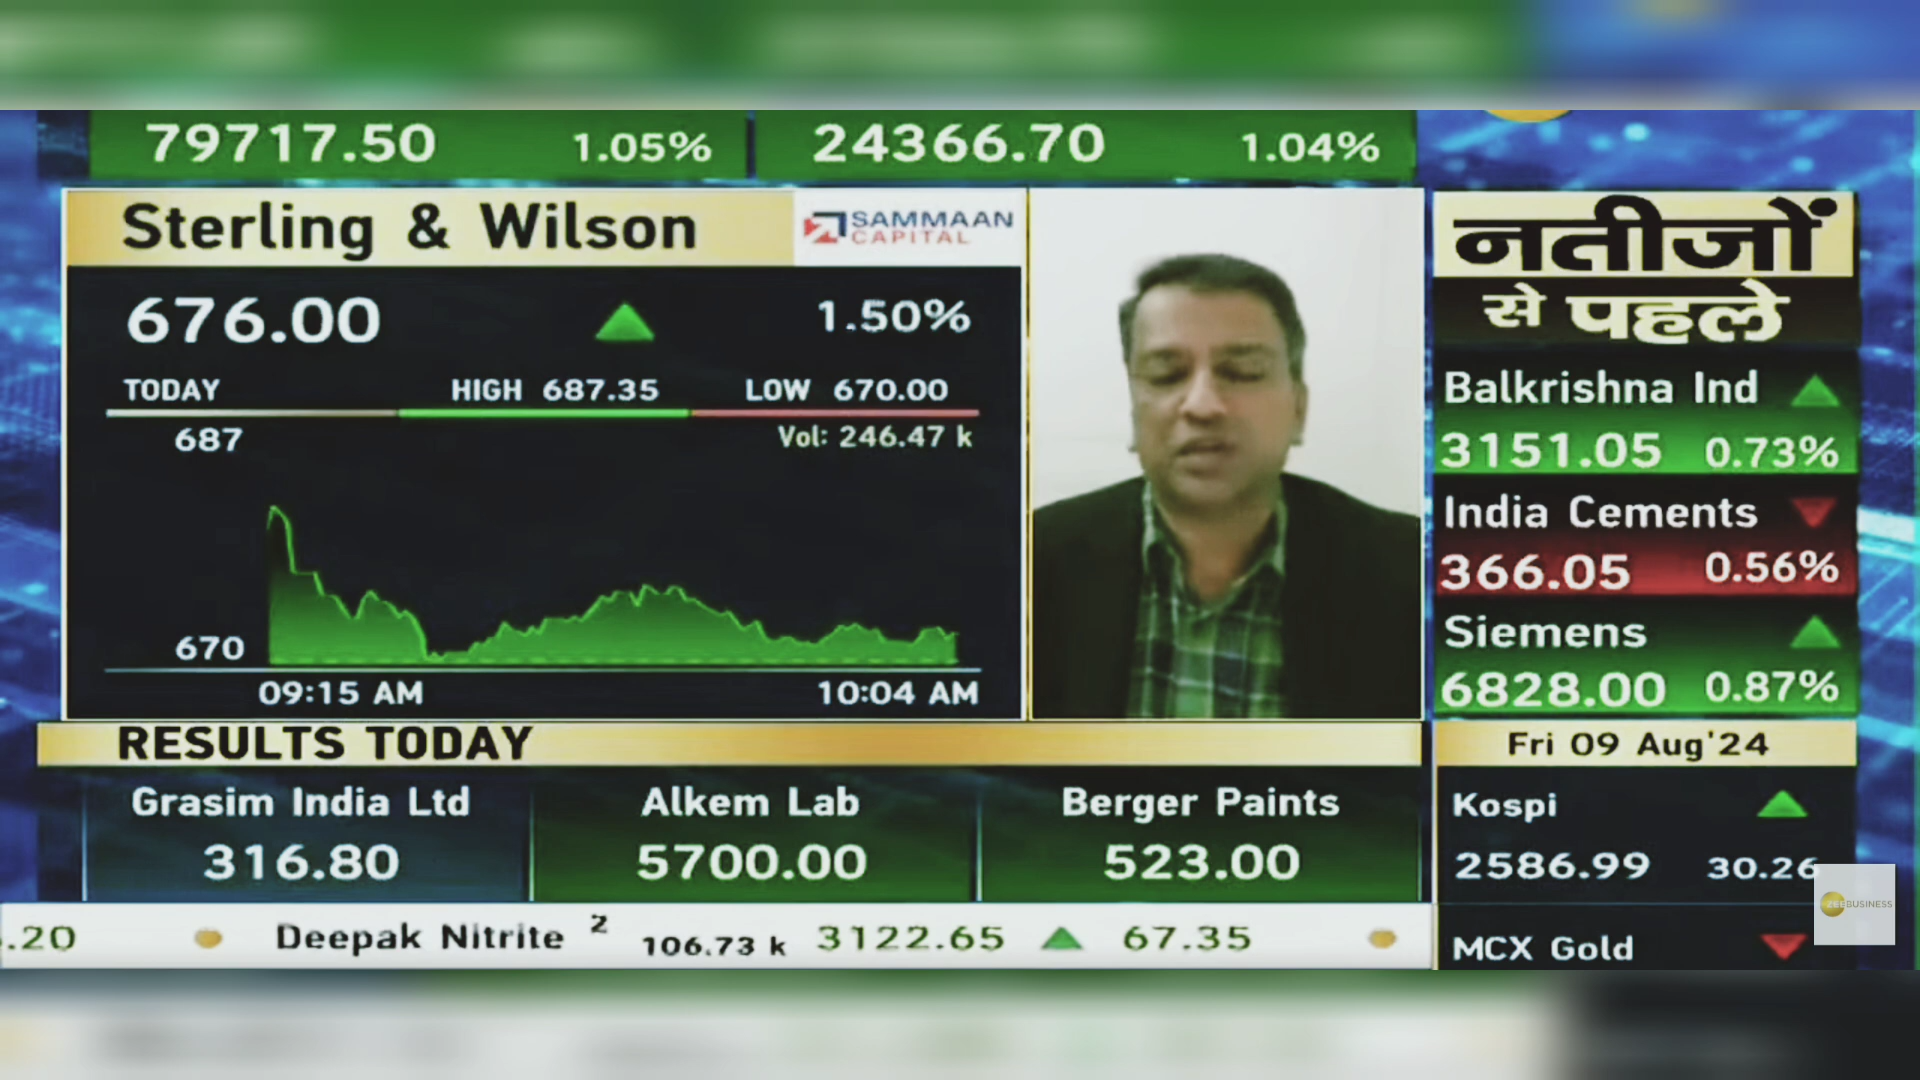 79717.50 1.05% 24366.70 1.04%
Sterling & Wilson
SAMMAAN
CAPITAL
676.00 1.50%
TODAY HIGH 687.35 LOW 670.00
687 Vol: 246.47 k
670
09:15 AM 10:04 AM
नतीजों
से पहले
Balkrishna Ind
3151.05 0.73%
India Cements
366.05 0.56%
Siemens
6828.00 0.87%
RESULTS TODAY
Grasim India Ltd Alkem Lab Berger Paints
316.80 5700.00 523.00
Fri 09 Aug'24
Kospi
2586.99 30.26
MCX Gold
.20 Deepak Nitrite 2 106.73 k 3122.65 67.35
ZEEBUSINESS